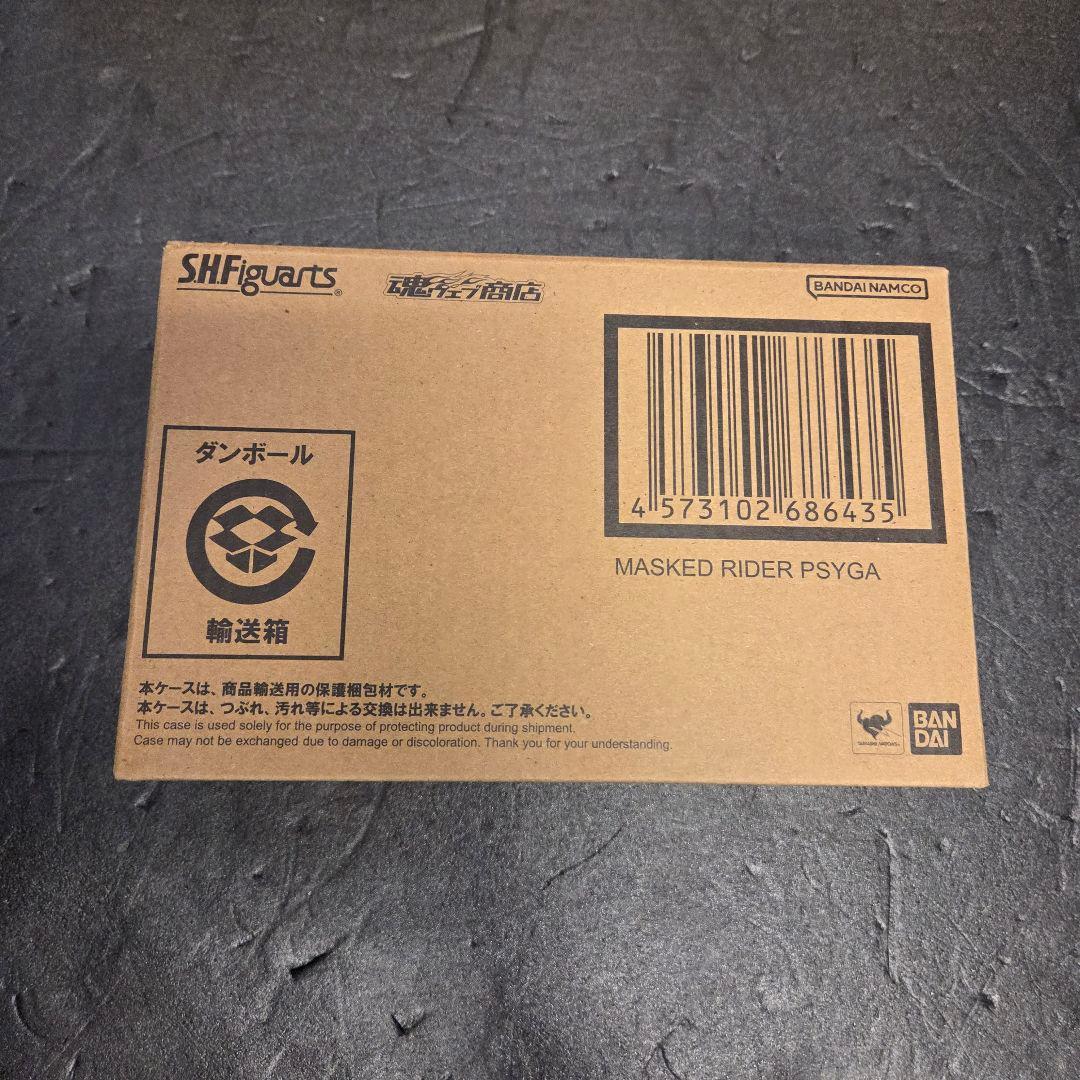 S.H.Figuarts®
魂ウェブ商店
BANDAI NAMCO
4 573102 686435
MASKED RIDER PSYGA
ダンボール
輸送箱
本ケースは、商品輸送用の保護梱包材です。
本ケースは、つぶれ、汚れ等による交換は出来ません。ご了承ください。
This case is used solely for the purpose of protecting product during shipment.
Case may not be exchanged due to damage or discoloration. Thank you for your understanding.
TAMASHII NATIONS
BAN
DAI